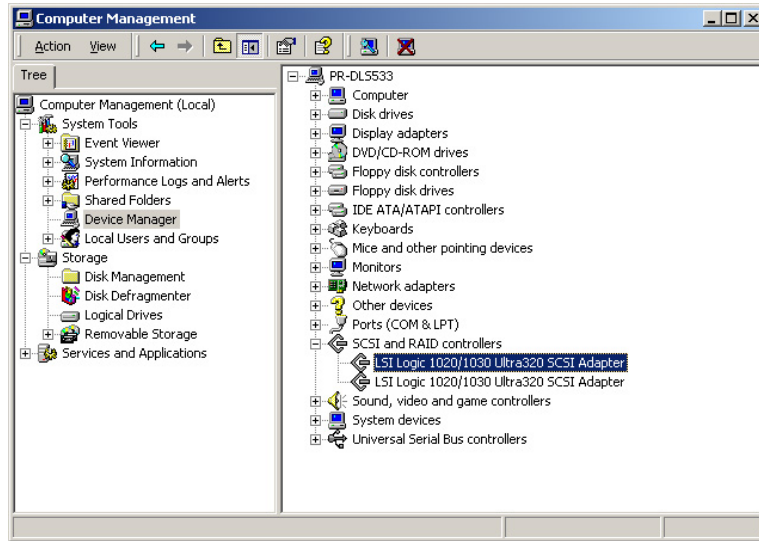 Computer Management
Action View
Tree
Computer Management (Local)
System Tools
Event Viewer
System Information
Performance Logs and Alerts
Shared Folders
Device Manager
Local Users and Groups
Storage
Disk Management
Disk Defragmenter
Logical Drives
Removable Storage
Services and Applications
PR-DLS533
Computer
Disk drives
Display adapters
DVD/CD-ROM drives
Floppy disk controllers
Floppy disk drives
IDE ATA/ATAPI controllers
Keyboards
Mice and other pointing devices
Monitors
Network adapters
Other devices
Ports (COM & LPT)
SCSI and RAID controllers
LSI Logic 1020/1030 Ultra320 SCSI Adapter
LSI Logic 1020/1030 Ultra320 SCSI Adapter
Sound, video and game controllers
System devices
Universal Serial Bus controllers